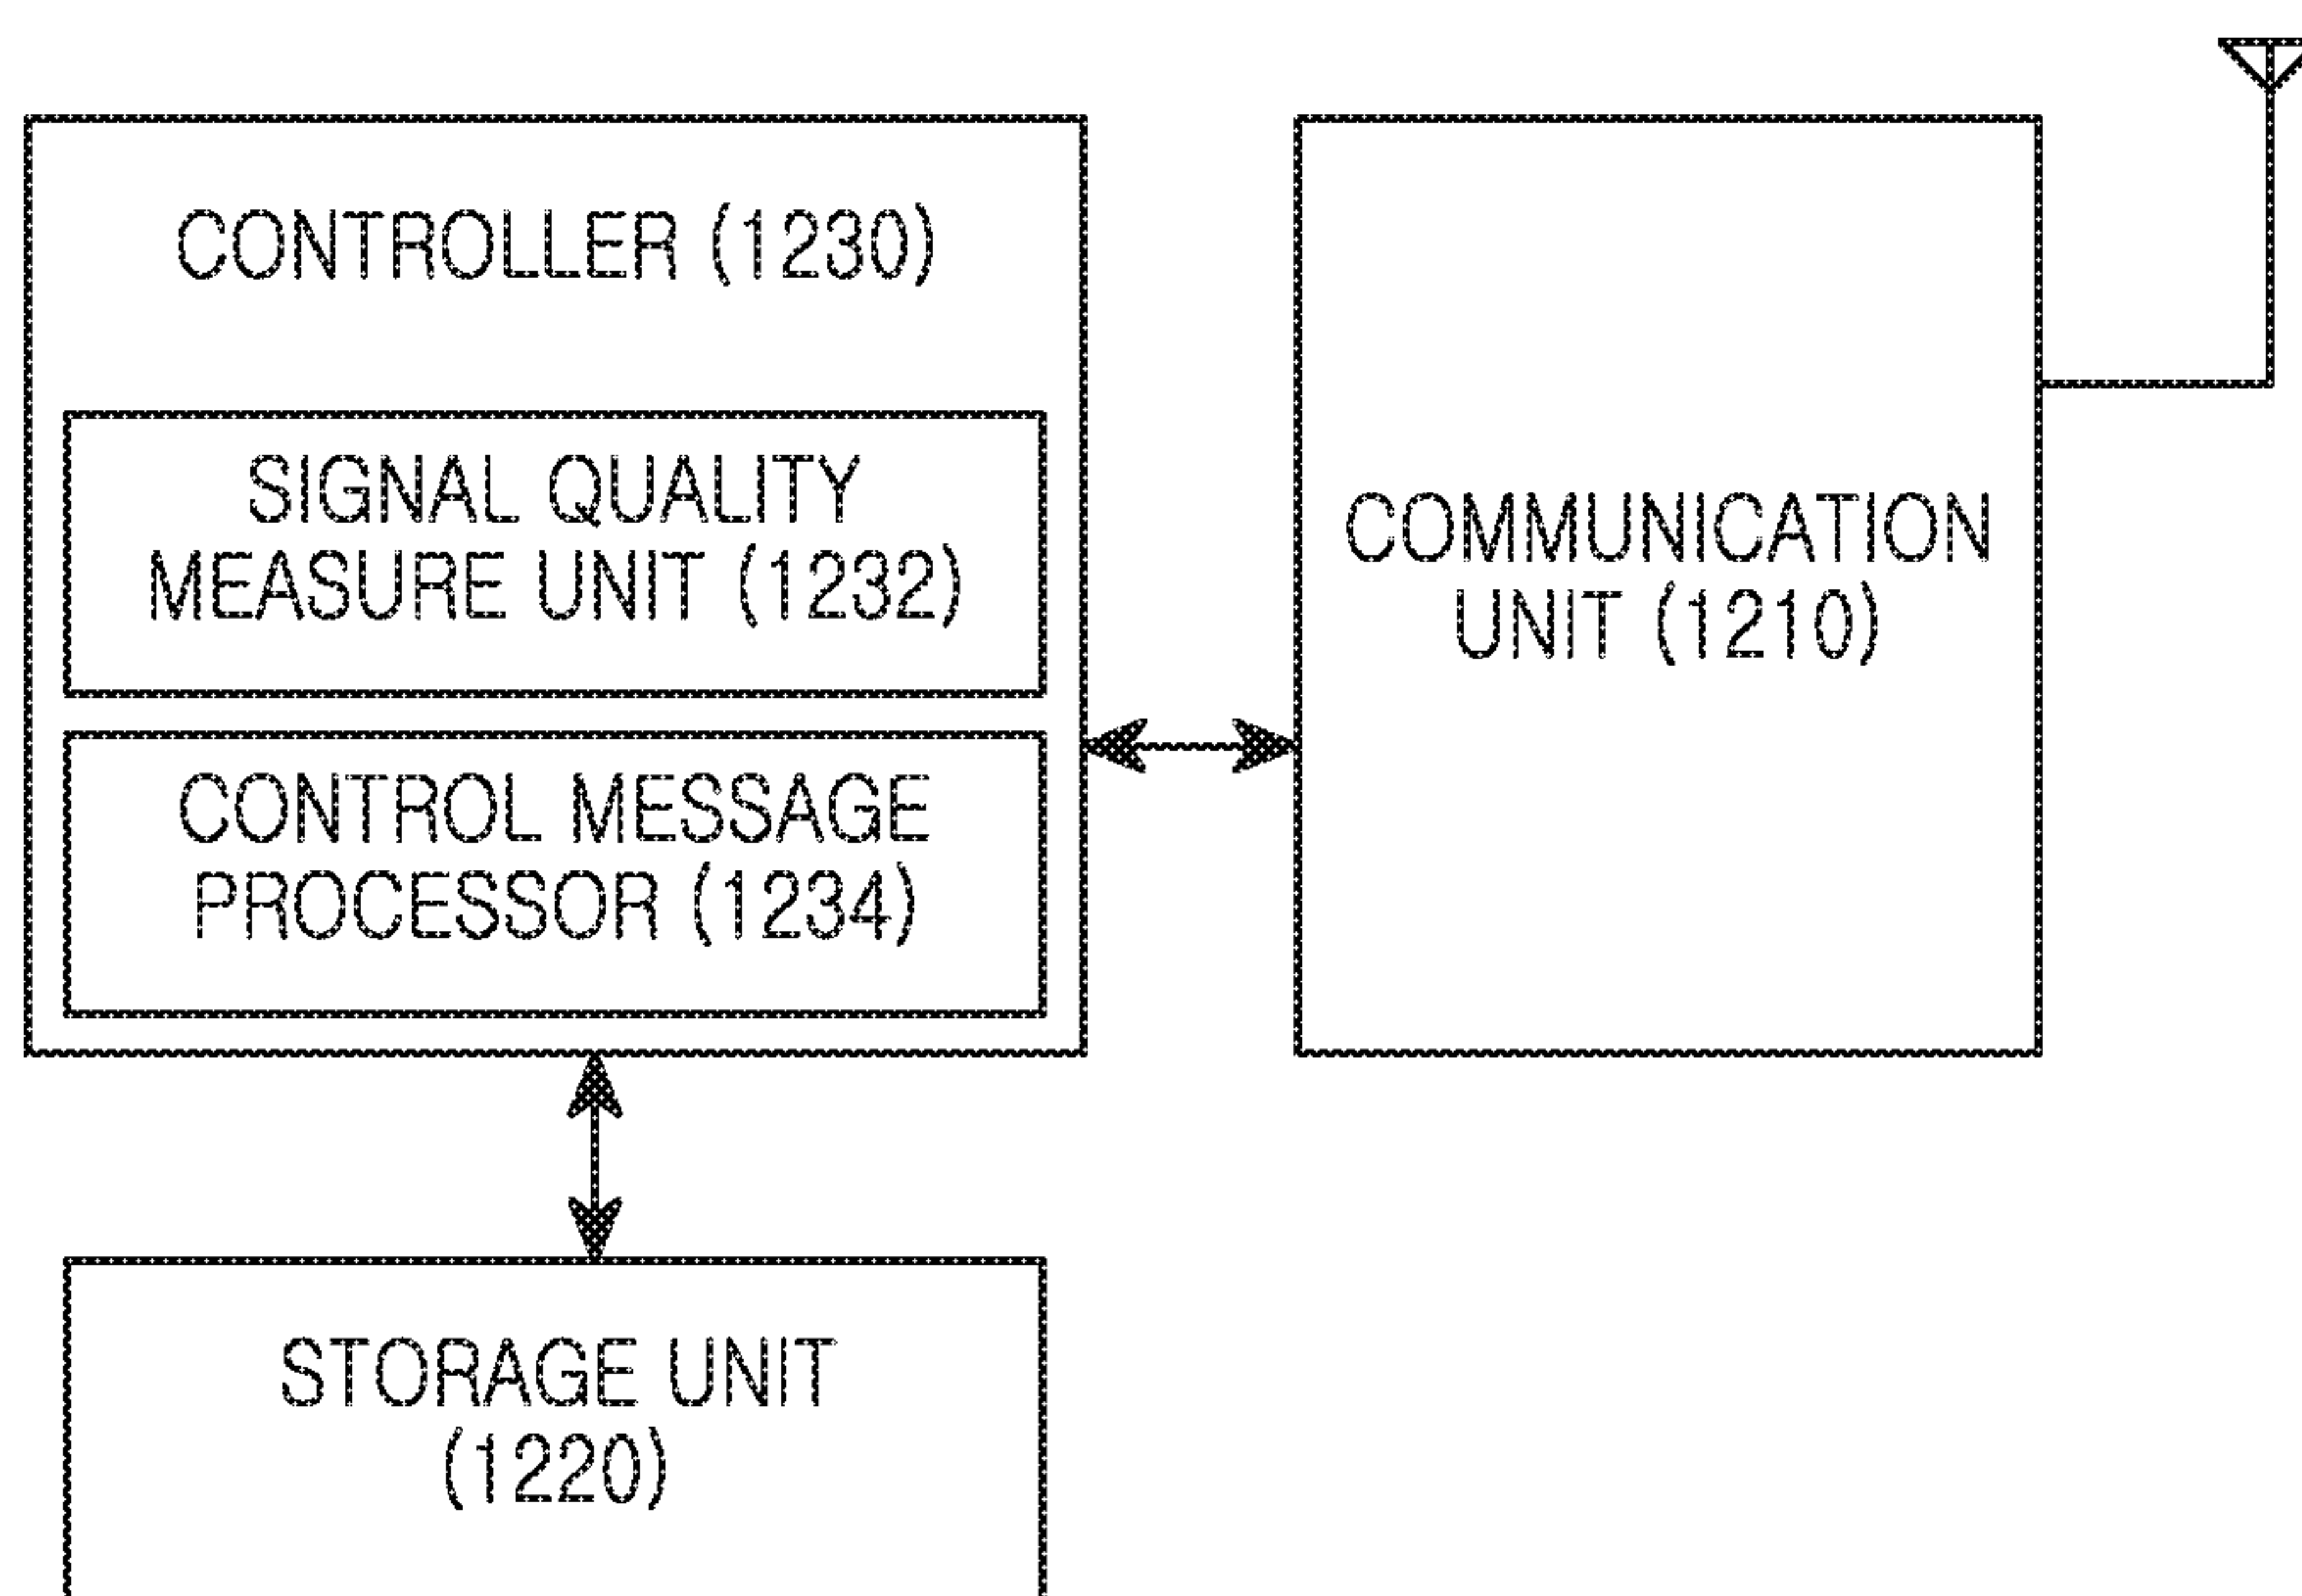 CONTROLLER (1230)
SIGNAL QUALITY
MEASURE UNIT (1232)
CONTROL MESSAGE
PROCESSOR (1234)
COMMUNICATION
UNIT (1210)
STORAGE UNIT
(1220)